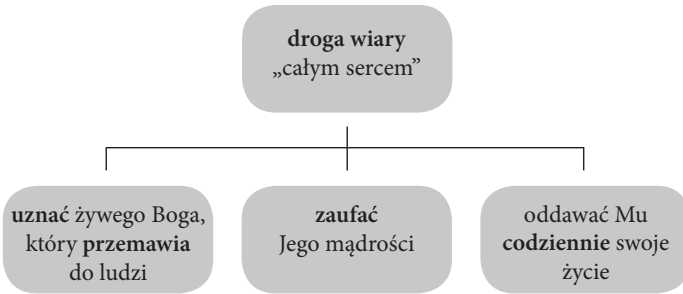 droga wiary
„całym sercem”
uznać żywego Boga,
który przemawia
do ludzi
zaufać
Jego mądrości
oddawać Mu
codziennie swoje
życie